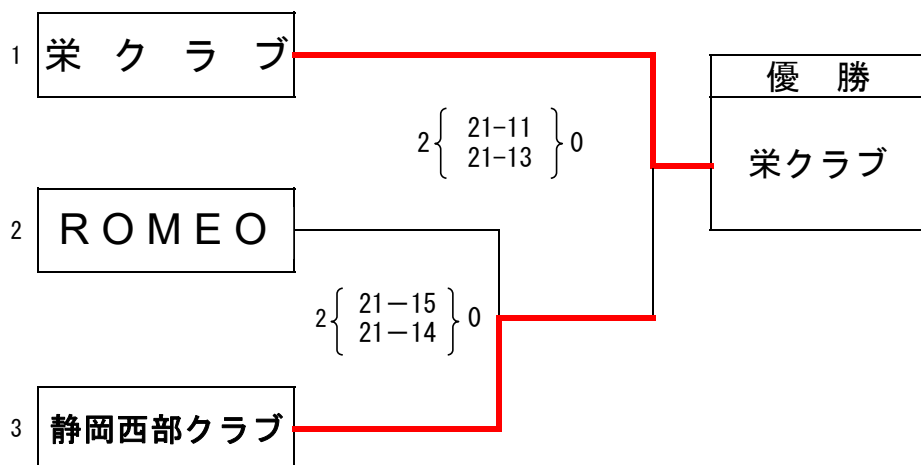 1 栄クラブ
優勝
2{ 21-11 }0
21-13
栄クラブ
2 ROMEO
2{ 21－15 }0
21－14
3 静岡西部クラブ